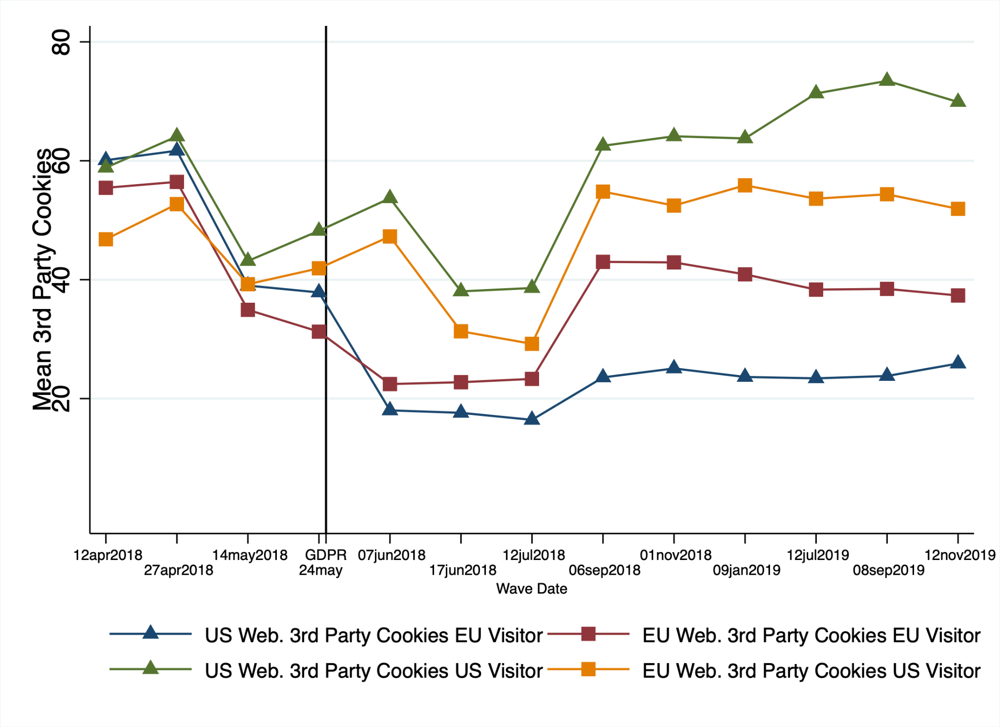 Mean 3rd Party Cookies
80
60
40
20
12apr2018
27apr2018
14may2018
GDPR
24may
07jun2018
17jun2018
12jul2018
06sep2018
01nov2018
09jan2019
12jul2019
08sep2019
12nov2019
Wave Date
US Web. 3rd Party Cookies EU Visitor
EU Web. 3rd Party Cookies EU Visitor
US Web. 3rd Party Cookies US Visitor
EU Web. 3rd Party Cookies US Visitor